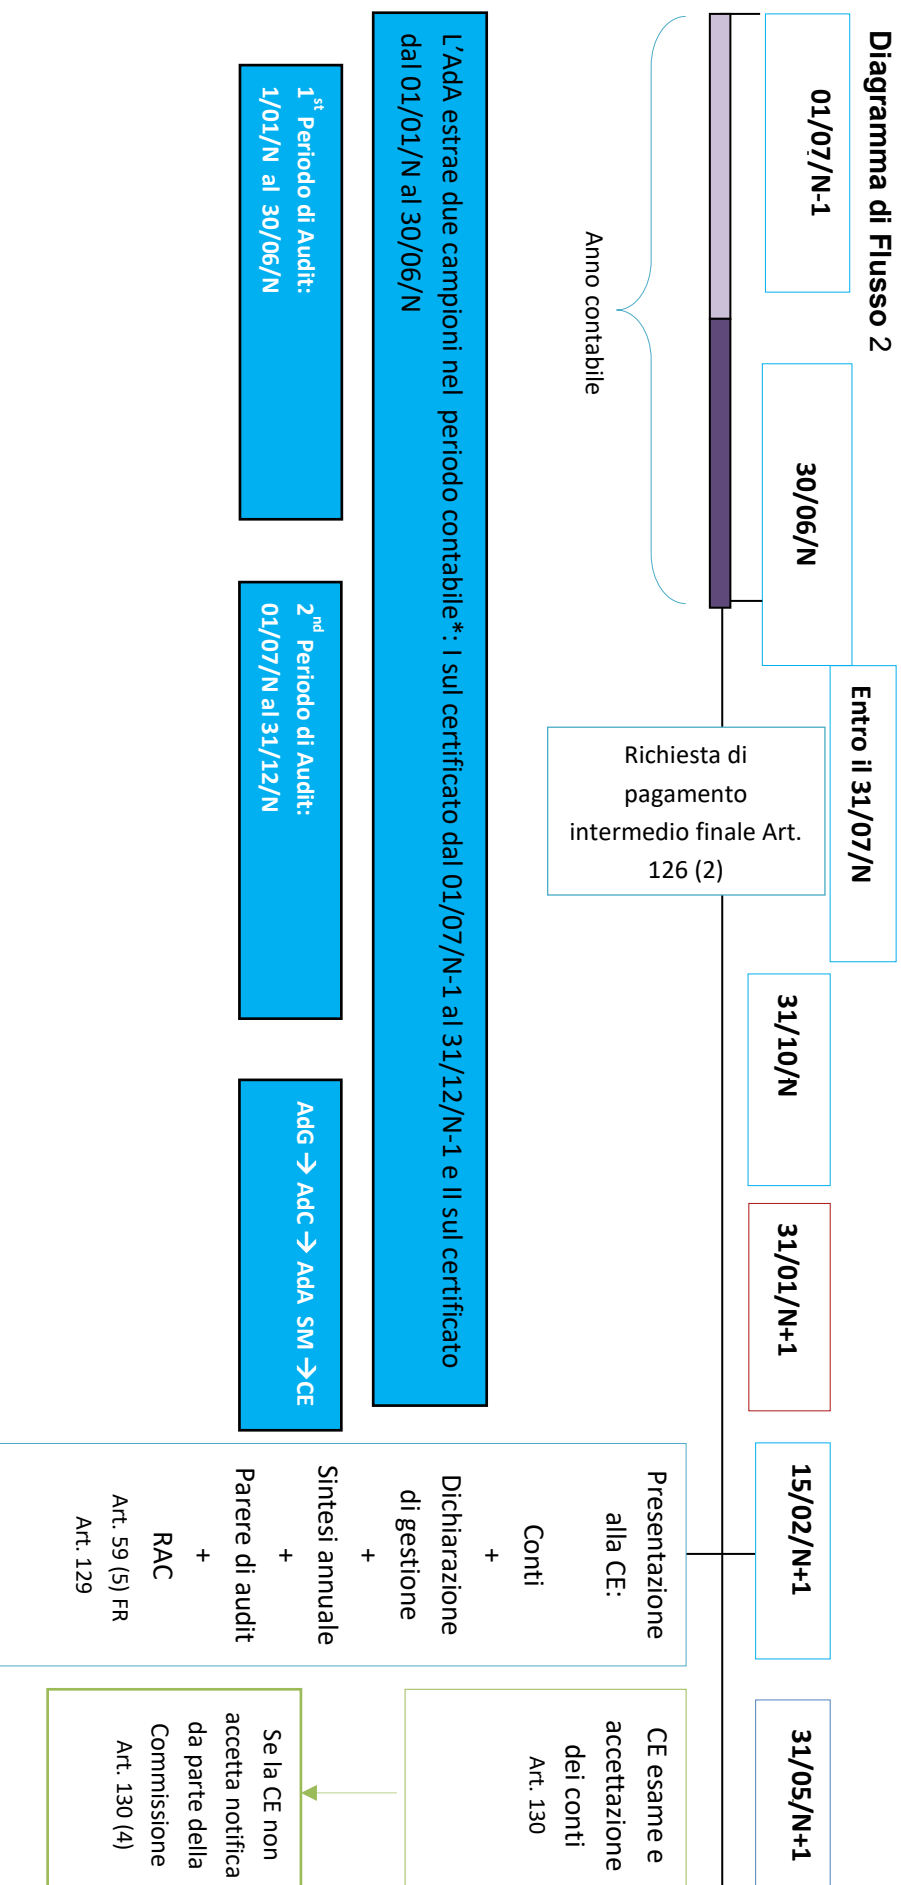 Diagramma di Flusso 2
01/07/N-1
30/06/N
Entro il 31/07/N
31/10/N
31/01/N+1
15/02/N+1
31/05/N+1
Anno contabile
Richiesta di
pagamento
intermedio finale Art.
126 (2)
L'AdA estrae due campioni nel periodo contabile*: I sul certificato dal 01/07/N-1 al 31/12/N-1 e II sul certificato
dal 01/01/N al 30/06/N
1st Periodo di Audit:
1/01/N al 30/06/N
2nd Periodo di Audit:
01/07/N al 31/12/N
AdG → AdC → AdA SM →CE
Presentazione
alla CE:
Conti
+
Dichiarazione
di gestione
+
Sintesi annuale
+
Parere di audit
+
RAC
Art. 59 (5) FR
Art. 129
CE esame e
accettazione
dei conti
Art. 130
Se la CE non
accetta notifica
da parte della
Commissione
Art. 130 (4)